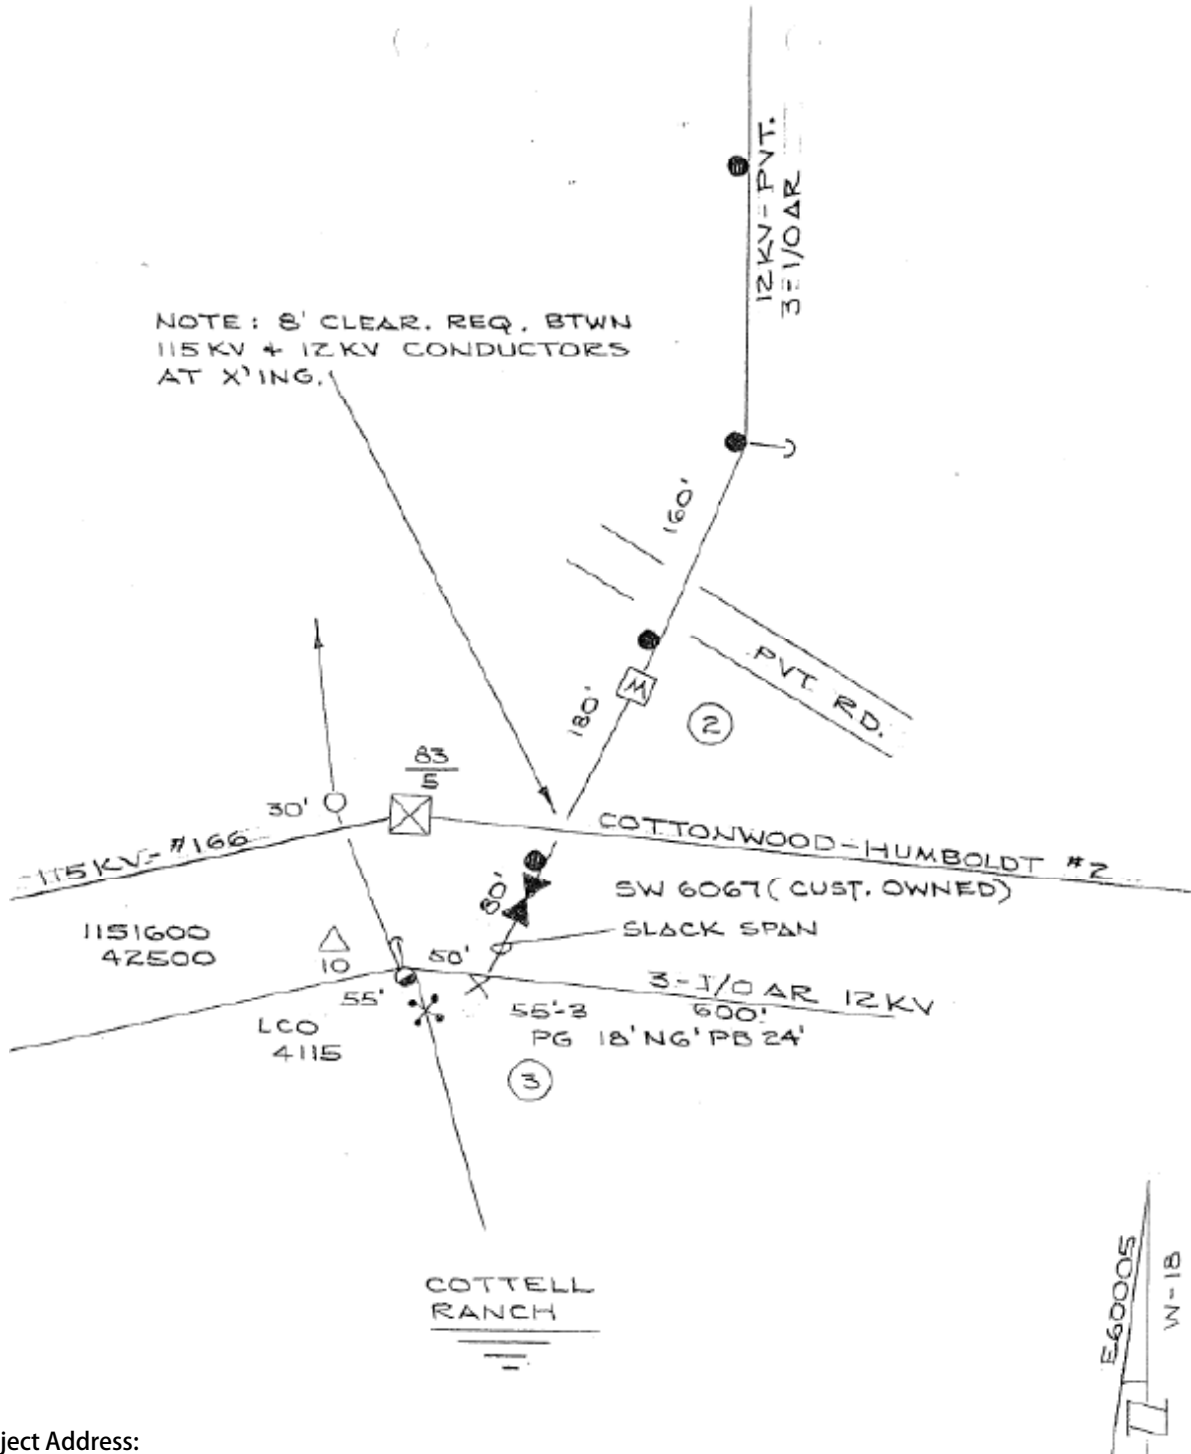 12KV-PVT.
3-1/0 AR
NOTE: 8' CLEAR. REQ. BTWN
115KV & 12KV CONDUCTORS
AT X'ING.
160'
PVT. RD.
180'
M
2
83
5
30'
115KV-#166
COTTONWOOD-HUMBOLDT #2
80'
SW 6067 (CUST. OWNED)
SLACK SPAN
1151600
42500
10
50'
55'
3-1/0 AR 12KV
600'
55'-3
PG 18' NG' PB 24'
LCO
4115
3
COTTELL
RANCH
E60005
W-18
ject Address: